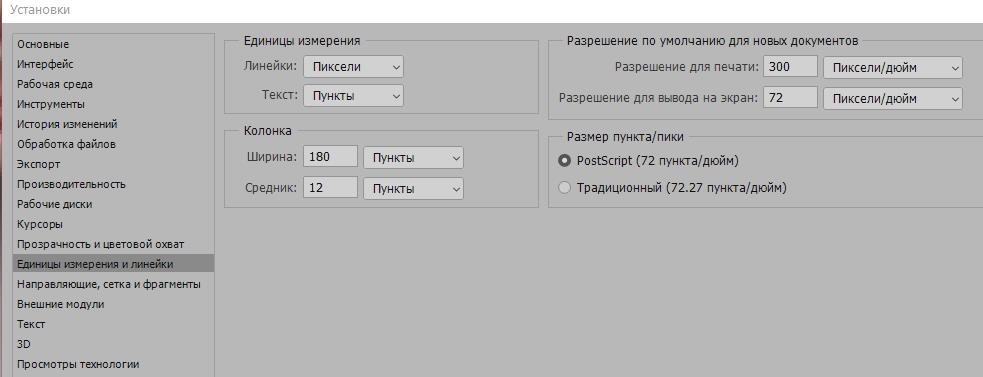 Установки
Основные
Интерфейс
Рабочая среда
Инструменты
История изменений
Обработка файлов
Экспорт
Производительность
Рабочие диски
Курсоры
Прозрачность и цветовой охват
Единицы измерения и линейки
Направляющие, сетка и фрагменты
Внешние модули
Текст
3D
Просмотры технологии
Единицы измерения
Линейки: Пиксели
Текст: Пункты
Колонка
Ширина: 180 Пункты
Средник: 12 Пункты
Разрешение по умолчанию для новых документов
Разрешение для печати: 300 Пиксели/дюйм
Разрешение для вывода на экран: 72 Пиксели/дюйм
Размер пункта/пики
PostScript (72 пункта/дюйм)
Традиционный (72.27 пункта/дюйм)